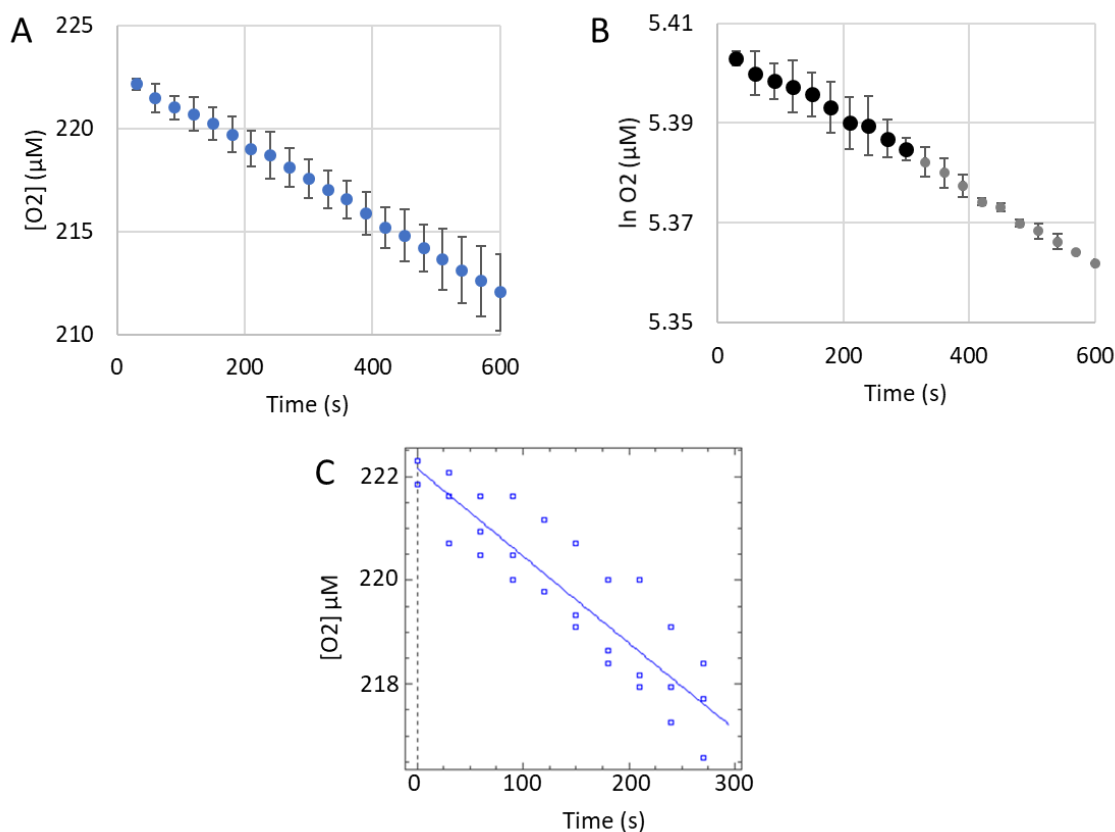 A
225
220
215
210
[O2] (µM)
0 200 400 600
Time (s)
B
5.41
5.39
5.37
5.35
ln O2 (µM)
0 200 400 600
Time (s)
C
222
220
218
[O2] µM
0 100 200 300
Time (s)